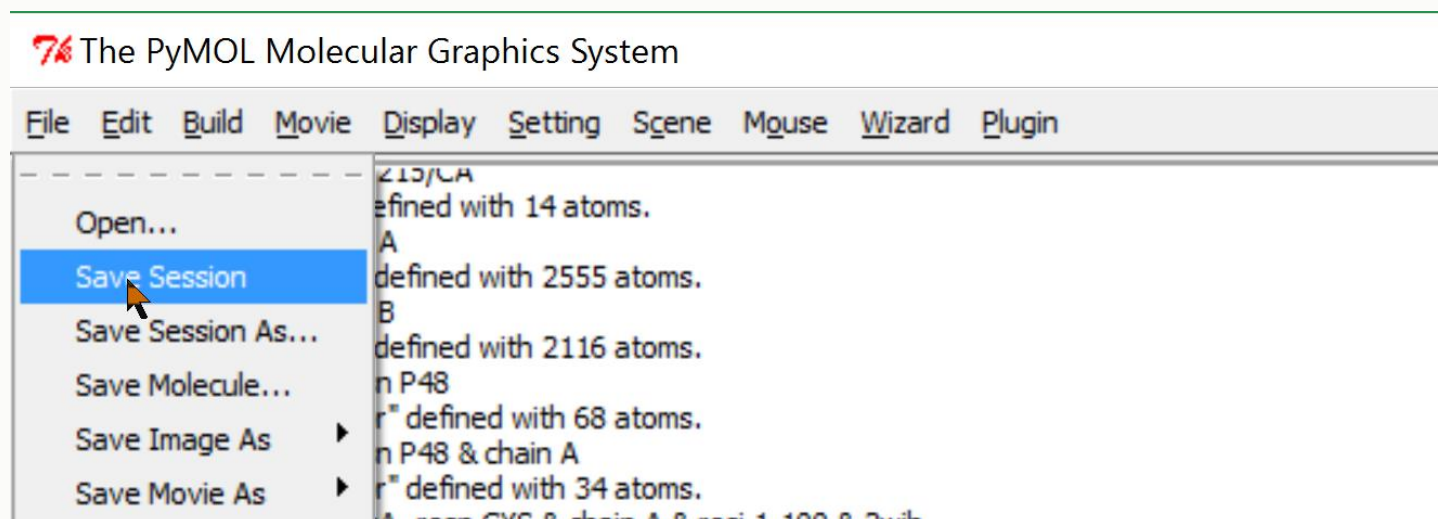 The PyMOL Molecular Graphics System
File Edit Build Movie Display Setting Scene Mouse Wizard Plugin
215/CA
Open...
efined with 14 atoms.
A
Save Session
defined with 2555 atoms.
B
Save Session As...
defined with 2116 atoms.
Save Molecule...
n P48
r" defined with 68 atoms.
Save Image As
n P48 & chain A
Save Movie As
r" defined with 34 atoms.